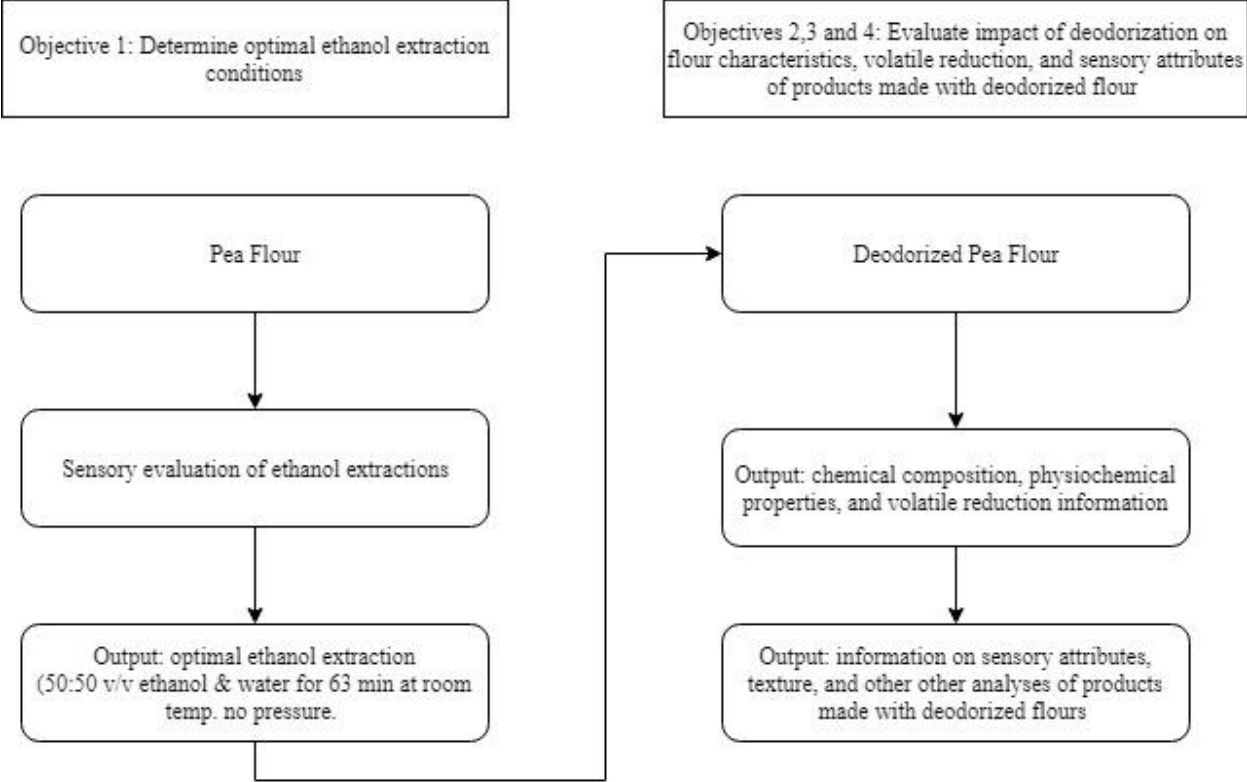 Objective 1: Determine optimal ethanol extraction
conditions
Objectives 2,3 and 4: Evaluate impact of deodorization on
flour characteristics, volatile reduction, and sensory attributes
of products made with deodorized flour
Pea Flour
Sensory evaluation of ethanol extractions
Output: optimal ethanol extraction
(50:50 v/v ethanol & water for 63 min at room
temp. no pressure.
Deodorized Pea Flour
Output: chemical composition, physiochemical
properties, and volatile reduction information
Output: information on sensory attributes,
texture, and other other analyses of products
made with deodorized flours